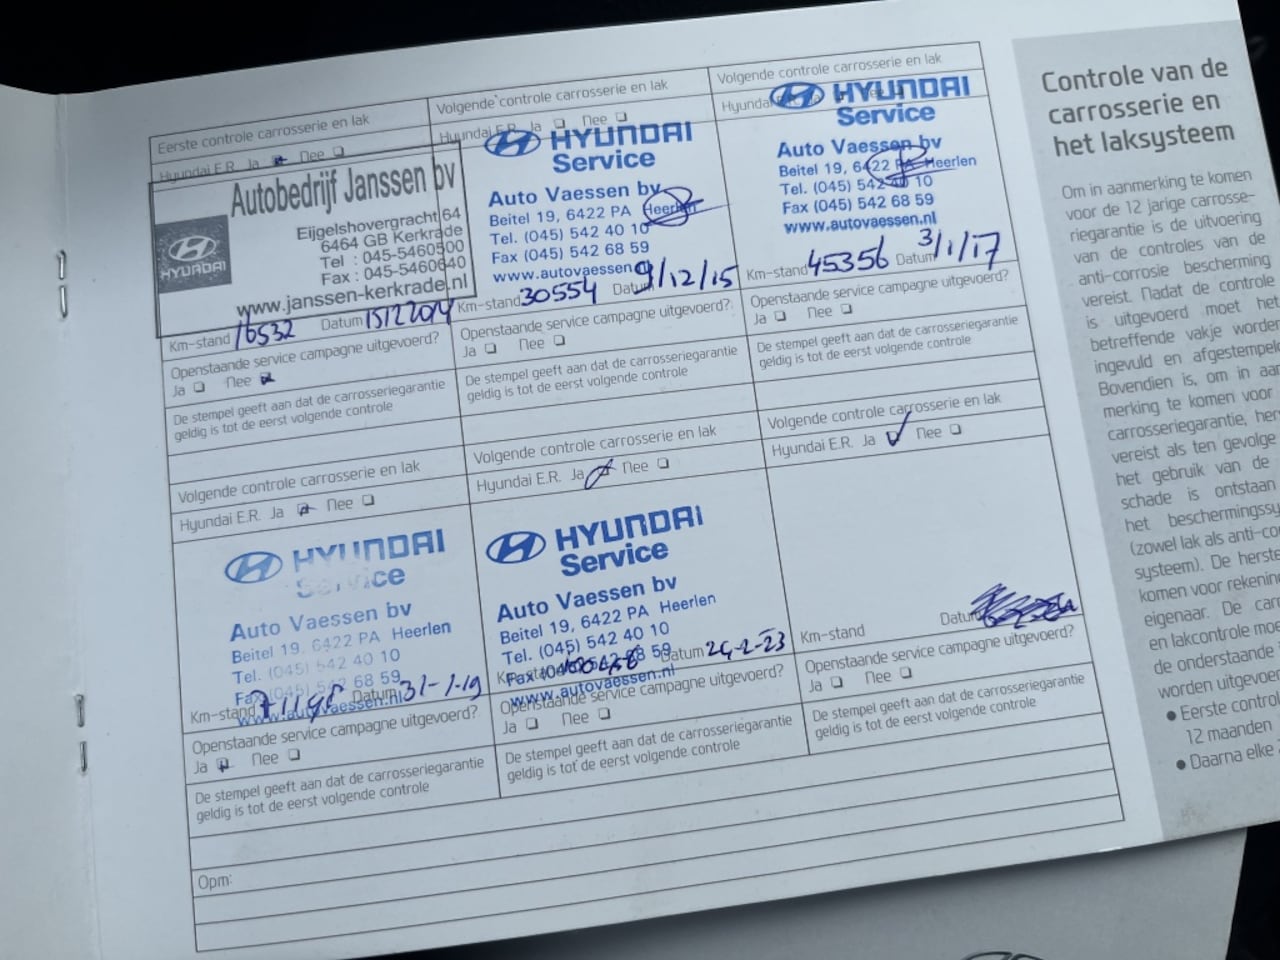 Eerste controle carrosserie en lak
Hyundai E.R. Ja Nee
Autobedrijf Janssen bv
HYUNDAI
Eijgelshovergracht 64
6464 GB Kerkrade
Tel : 045-5460500
Fax : 045-5460640
www.janssen-kerkrade.nl
Km-stand 16532 Datum 15122014
Openstaande service campagne uitgevoerd?
Ja Nee
De stempel geeft aan dat de carrosseriegarantie
geldig is tot de eerst volgende controle
Volgende controle carrosserie en lak
Hyundai E.R. Ja Nee
HYUNDAI
Service
Auto Vaessen bv
Beitel 19, 6422 PA Heerlen
Tel. (045) 542 40 10
Fax (045) 542 68 59
www.autovaessen.nl
Km-stand 30554 Datum 9/12/15
Openstaande service campagne uitgevoerd?
Ja Nee
De stempel geeft aan dat de carrosseriegarantie
geldig is tot de eerst volgende controle
Volgende controle carrosserie en lak
Hyundai E.R. Ja Nee
HYUNDAI
Service
Auto Vaessen bv
Beitel 19, 6422 PA Heerlen
Tel. (045) 542 40 10
Fax (045) 542 68 59
www.autovaessen.nl
Km-stand 45356 Datum 3/1/17
Openstaande service campagne uitgevoerd?
Ja Nee
De stempel geeft aan dat de carrosseriegarantie
geldig is tot de eerst volgende controle
Volgende controle carrosserie en lak
Hyundai E.R. Ja Nee
HYUNDAI
Service
Auto Vaessen bv
Beitel 19, 6422 PA Heerlen
Tel. (045) 542 40 10
Fax (045) 542 68 59
www.autovaessen.nl
Km-stand Datum 31-1-19
Openstaande service campagne uitgevoerd?
Ja Nee
De stempel geeft aan dat de carrosseriegarantie
geldig is tot de eerst volgende controle
Volgende controle carrosserie en lak
Hyundai E.R. Ja Nee
HYUNDAI
Service
Auto Vaessen bv
Beitel 19, 6422 PA Heerlen
Tel. (045) 542 40 10
Fax (045) 542 68 59
www.autovaessen.nl
Km-stand Datum 24-2-23
Openstaande service campagne uitgevoerd?
Ja Nee
De stempel geeft aan dat de carrosseriegarantie
geldig is tot de eerst volgende controle
Volgende controle carrosserie en lak
Hyundai E.R. Ja Nee
Km-stand Datum
Openstaande service campagne uitgevoerd?
Ja Nee
De stempel geeft aan dat de carrosseriegarantie
geldig is tot de eerst volgende controle
Opm:
Controle van de
carrosserie en
het laksysteem
Om in aanmerking te komen
voor de 12 jarige carrosse-
riegarantie is de uitvoering
van de controles van de
anti-corrosie bescherming
vereist. Nadat de controle
is uitgevoerd moet het
betreffende vakje worden
ingevuld en afgestempeld
Bovendien is, om in aan
merking te komen voor
carrosseriegarantie, her
vereist als ten gevolge
het gebruik van de
schade is ontstaan
het beschermingssy
(zowel lak als anti-co
systeem). De herste
komen voor rekenin
eigenaar. De car
en lakcontrole moe
de onderstaande
worden uitgevoer
• Eerste control
12 maanden
• Daarna elke